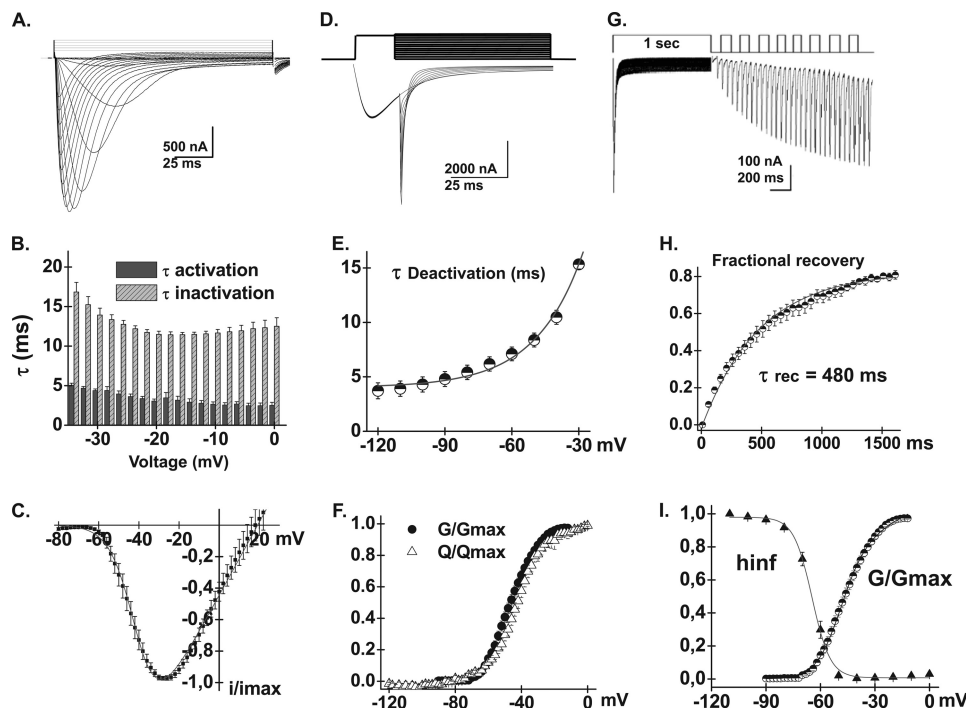 A.
500 nA
25 ms
D.
2000 nA
25 ms
G.
1 sec
100 nA
200 ms
B.
20
15
10
5
0
τ (ms)
τ activation
τ inactivation
-30
-20
-10
0
Voltage (mV)
E.
τ Deactivation (ms)
15
10
5
-120
-90
-60
-30
mV
H.
Fractional recovery
0.8
0.6
0.4
0.2
0.0
τ rec = 480 ms
0
500
1000
1500
ms
C.
-80
-60
-40
-20
20
mV
-0,2
-0,4
-0,6
-0,8
-1,0
i/imax
F.
G/Gmax
Q/Qmax
1.0
0.8
0.6
0.4
0.2
0.0
-120
-80
-40
0
mV
I.
hinf
G/Gmax
1,0
0,8
0,6
0,4
0,2
0,0
-120
-90
-60
-30
0
mV